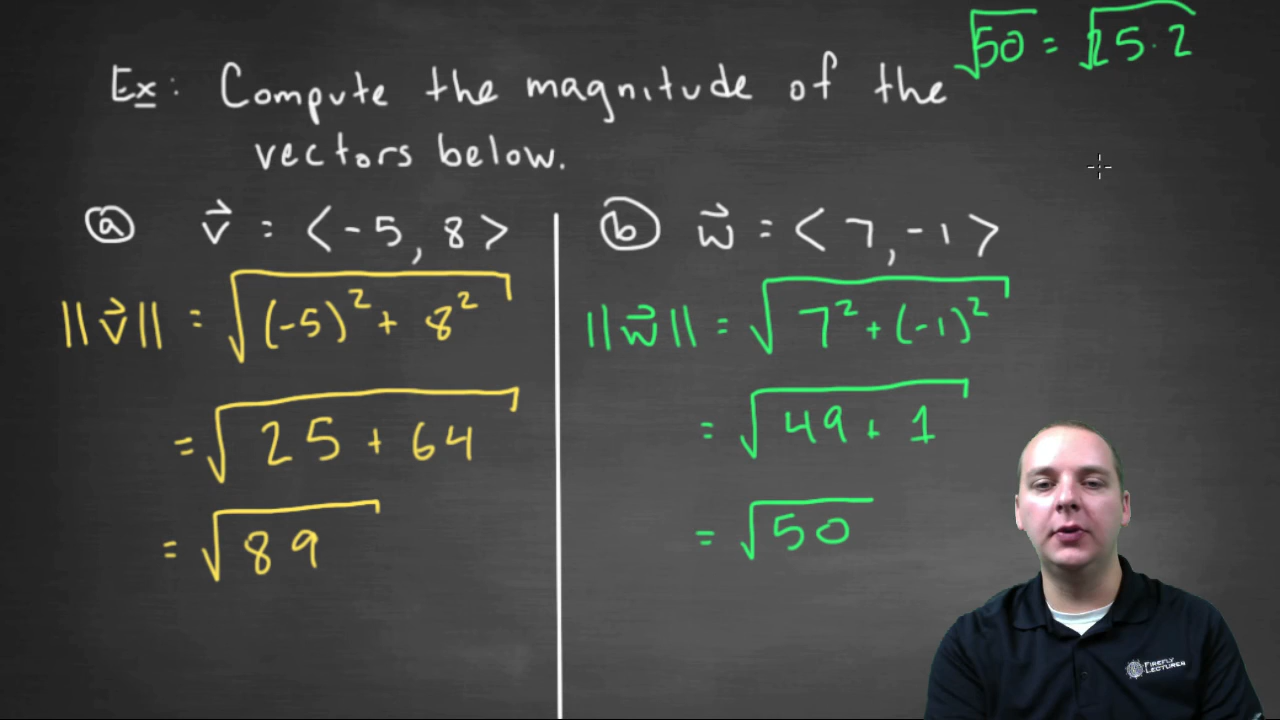 Ex: Compute the magnitude of the
√50 = √25·2
vectors below.
ⓐ v⃗ = <-5, 8>
||v⃗|| = √(-5)² + 8²
= √25 + 64
= √89
ⓑ w⃗ = <7, -1>
||w⃗|| = √7² + (-1)²
= √49 + 1
= √50
FIREFLY
LECTURES